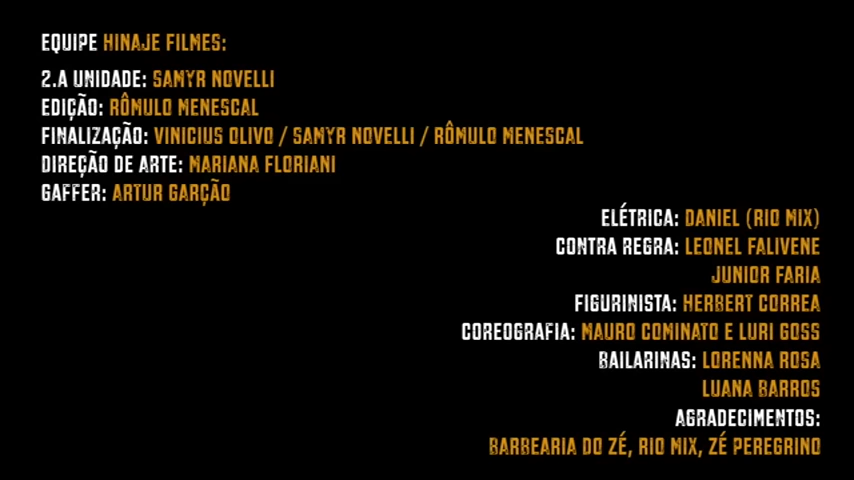 EQUIPE HINAJE FILMES:
2.A UNIDADE: SAMYR NOVELLI
EDIÇÃO: RÔMULO MENESCAL
FINALIZAÇÃO: VINICIUS OLIVO / SAMYR NOVELLI / RÔMULO MENESCAL
DIREÇÃO DE ARTE: MARIANA FLORIANI
GAFFER: ARTUR GARÇÃO
ELÉTRICA: DANIEL (RIO MIX)
CONTRA REGRA: LEONEL FALIVENE
JUNIOR FARIA
FIGURINISTA: HERBERT CORREA
COREOGRAFIA: MAURO COMINATO E LURI GOSS
BAILARINAS: LORENNA ROSA
LUANA BARROS
AGRADECIMENTOS:
BARBEARIA DO ZÉ, RIO MIX, ZÉ PEREGRINO